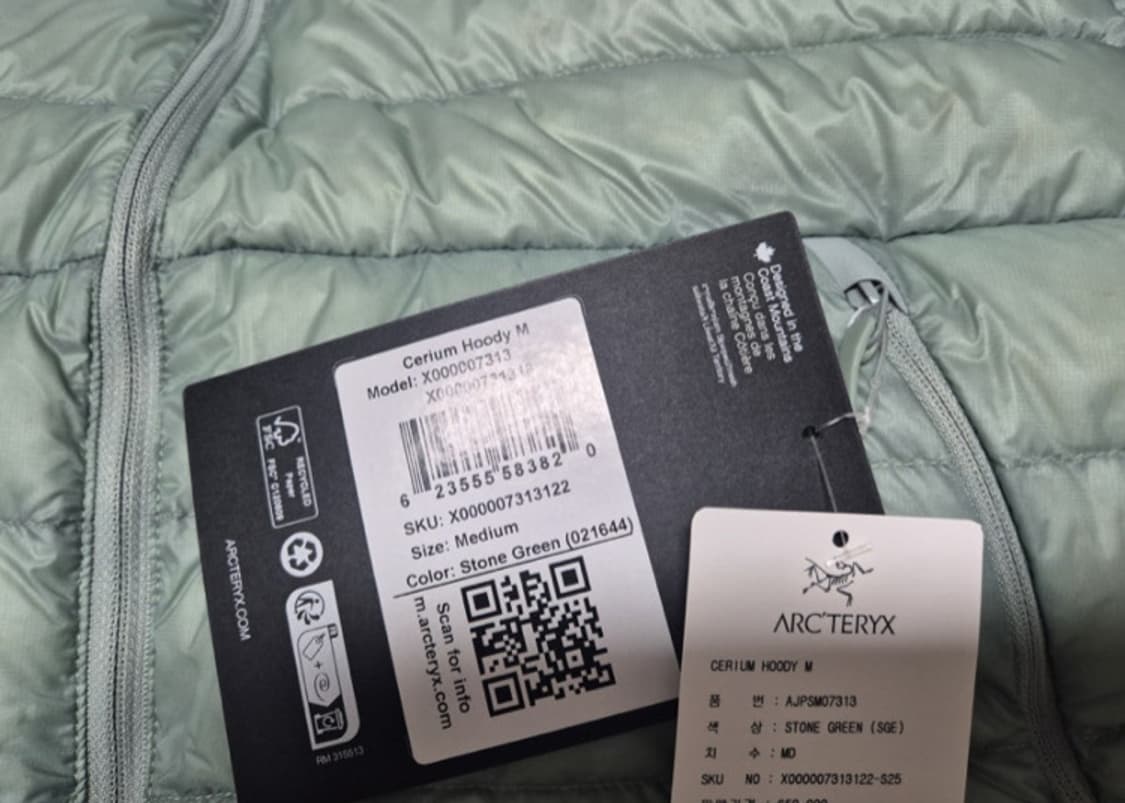 Designed in the
Coast Mountains
Conçu dans les
montagnes de
la chaîne Côtière
Cerium Hoody M
Model: X000007313
6 23555 58382 0
SKU: X000007313122
Size: Medium
Color: Stone Green (021644)
Scan for info
m.arcteryx.com
RECYCLED
Paper
FSC
ARCTERYX.COM
RM 315513
ARC'TERYX
CERIUM HOODY M
품 번 : AJPSM07313
색 상 : STONE GREEN (SGE)
치 수 : MD
SKU NO : X000007313122-S25